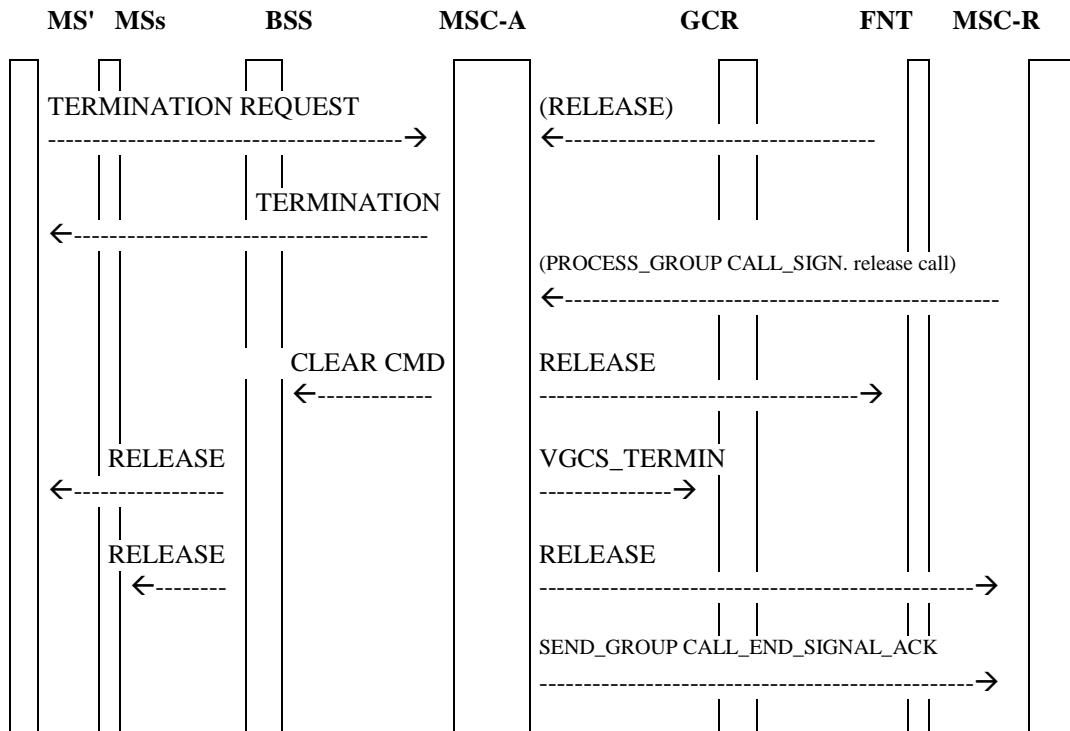 MS' MSs BSS MSC-A GCR FNT MSC-R
TERMINATION REQUEST (RELEASE)
TERMINATION
(PROCESS_GROUP CALL_SIGN. release call)
CLEAR CMD RELEASE
RELEASE VGCS_TERMIN
RELEASE RELEASE
SEND_GROUP CALL_END_SIGNAL_ACK